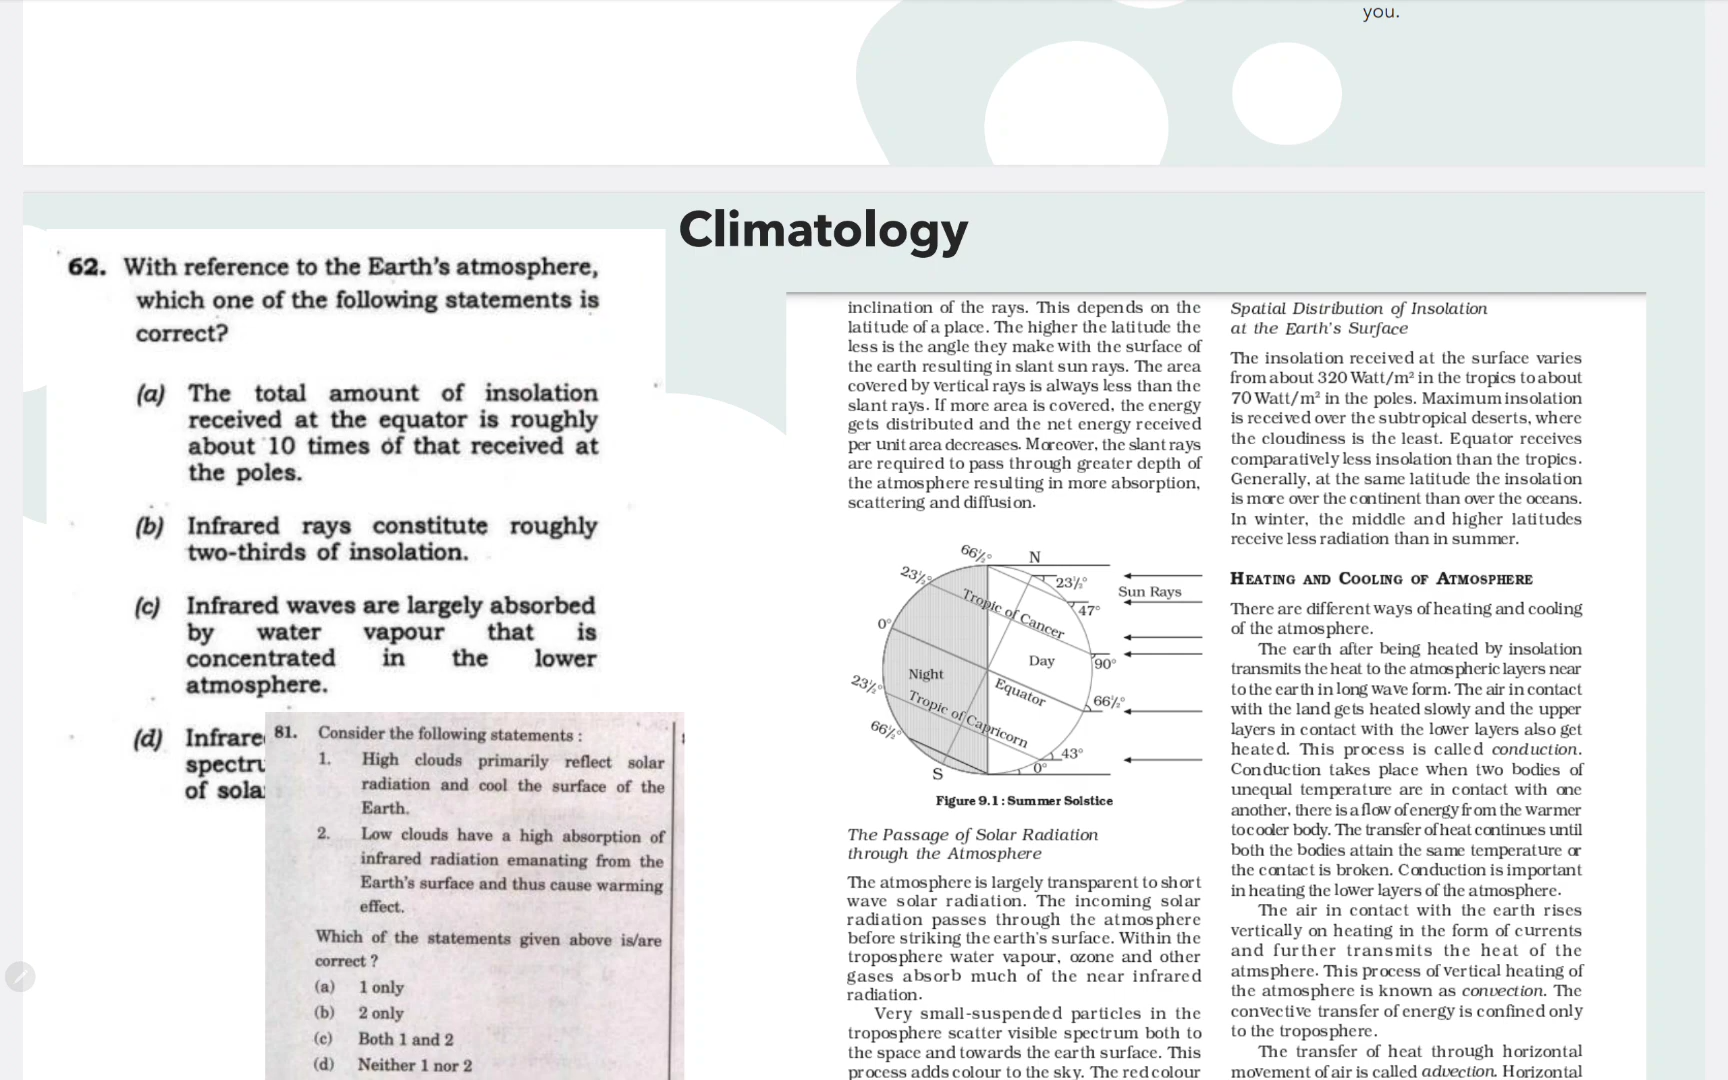 you.
Climatology
62. With reference to the Earth's atmosphere,
which one of the following statements is
correct?
(a) The total amount of insolation
received at the equator is roughly
about 10 times of that received at
the poles.
(b) Infrared rays constitute roughly
two-thirds of insolation.
(c) Infrared waves are largely absorbed
by water vapour that is
concentrated in the lower
atmosphere.
(d) Infrare
spectru
of sola
81. Consider the following statements :
1. High clouds primarily reflect solar
radiation and cool the surface of the
Earth.
2. Low clouds have a high absorption of
infrared radiation emanating from the
Earth's surface and thus cause warming
effect.
Which of the statements given above is/are
correct ?
(a) 1 only
(b) 2 only
(c) Both 1 and 2
(d) Neither 1 nor 2
inclination of the rays. This depends on the
latitude of a place. The higher the latitude the
less is the angle they make with the surface of
the earth resulting in slant sun rays. The area
covered by vertical rays is always less than the
slant rays. If more area is covered, the energy
gets distributed and the net energy received
per unit area decreases. Moreover, the slant rays
are required to pass through greater depth of
the atmosphere resulting in more absorption,
scattering and diffusion.
66½°
N
23½°
23½°
Sun Rays
47°
Tropic of Cancer
0°
Day
90°
Night
23½°
Equator
66½°
Tropic of Capricorn
66½°
43°
0°
S
Figure 9.1 : Summer Solstice
The Passage of Solar Radiation
through the Atmosphere
The atmosphere is largely transparent to short
wave solar radiation. The incoming solar
radiation passes through the atmosphere
before striking the earth's surface. Within the
troposphere water vapour, ozone and other
gases absorb much of the near infrared
radiation.
Very small-suspended particles in the
troposphere scatter visible spectrum both to
the space and towards the earth surface. This
process adds colour to the sky. The red colour
Spatial Distribution of Insolation
at the Earth's Surface
The insolation received at the surface varies
from about 320 Watt/m² in the tropics to about
70 Watt/m² in the poles. Maximum insolation
is received over the subtropical deserts, where
the cloudiness is the least. Equator receives
comparatively less insolation than the tropics.
Generally, at the same latitude the insolation
is more over the continent than over the oceans.
In winter, the middle and higher latitudes
receive less radiation than in summer.
HEATING AND COOLING OF ATMOSPHERE
There are different ways of heating and cooling
of the atmosphere.
The earth after being heated by insolation
transmits the heat to the atmospheric layers near
to the earth in long wave form. The air in contact
with the land gets heated slowly and the upper
layers in contact with the lower layers also get
heated. This process is called conduction.
Conduction takes place when two bodies of
unequal temperature are in contact with one
another, there is a flow of energy from the warmer
to cooler body. The transfer of heat continues until
both the bodies attain the same temperature or
the contact is broken. Conduction is important
in heating the lower layers of the atmosphere.
The air in contact with the earth rises
vertically on heating in the form of currents
and further transmits the heat of the
atmsphere. This process of vertical heating of
the atmosphere is known as convection. The
convective transfer of energy is confined only
to the troposphere.
The transfer of heat through horizontal
movement of air is called advection. Horizontal